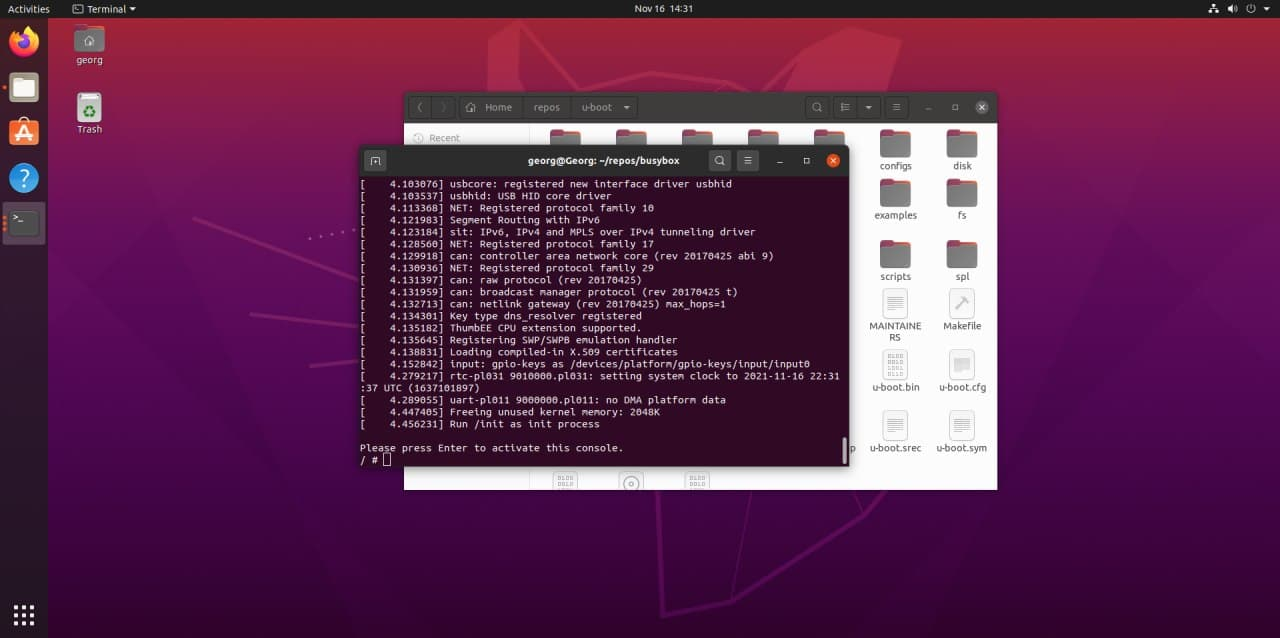 Activities
Terminal
Nov 16 14:31
georg
Trash
Home
repos
u-boot
Recent
configs
disk
examples
fs
scripts
spl
MAINTAINE
RS
Makefile
u-boot.bin
u-boot.cfg
p
u-boot.srec
u-boot.sym
georg@Georg: ~/repos/busybox
[    4.103076] usbcore: registered new interface driver usbhid
[    4.103537] usbhid: USB HID core driver
[    4.113368] NET: Registered protocol family 10
[    4.121983] Segment Routing with IPv6
[    4.123184] sit: IPv6, IPv4 and MPLS over IPv4 tunneling driver
[    4.128560] NET: Registered protocol family 17
[    4.129918] can: controller area network core (rev 20170425 abi 9)
[    4.130936] NET: Registered protocol family 29
[    4.131397] can: raw protocol (rev 20170425)
[    4.131959] can: broadcast manager protocol (rev 20170425 t)
[    4.132713] can: netlink gateway (rev 20170425) max_hops=1
[    4.134301] Key type dns_resolver registered
[    4.135182] ThumbEE CPU extension supported.
[    4.135645] Registering SWP/SWPB emulation handler
[    4.138831] Loading compiled-in X.509 certificates
[    4.152842] input: gpio-keys as /devices/platform/gpio-keys/input/input0
[    4.279217] rtc-pl031 9010000.pl031: setting system clock to 2021-11-16 22:31
:37 UTC (1637101897)
[    4.289055] uart-pl011 9000000.pl011: no DMA platform data
[    4.447405] Freeing unused kernel memory: 2048K
[    4.456231] Run /init as init process
Please press Enter to activate this console.
/ #